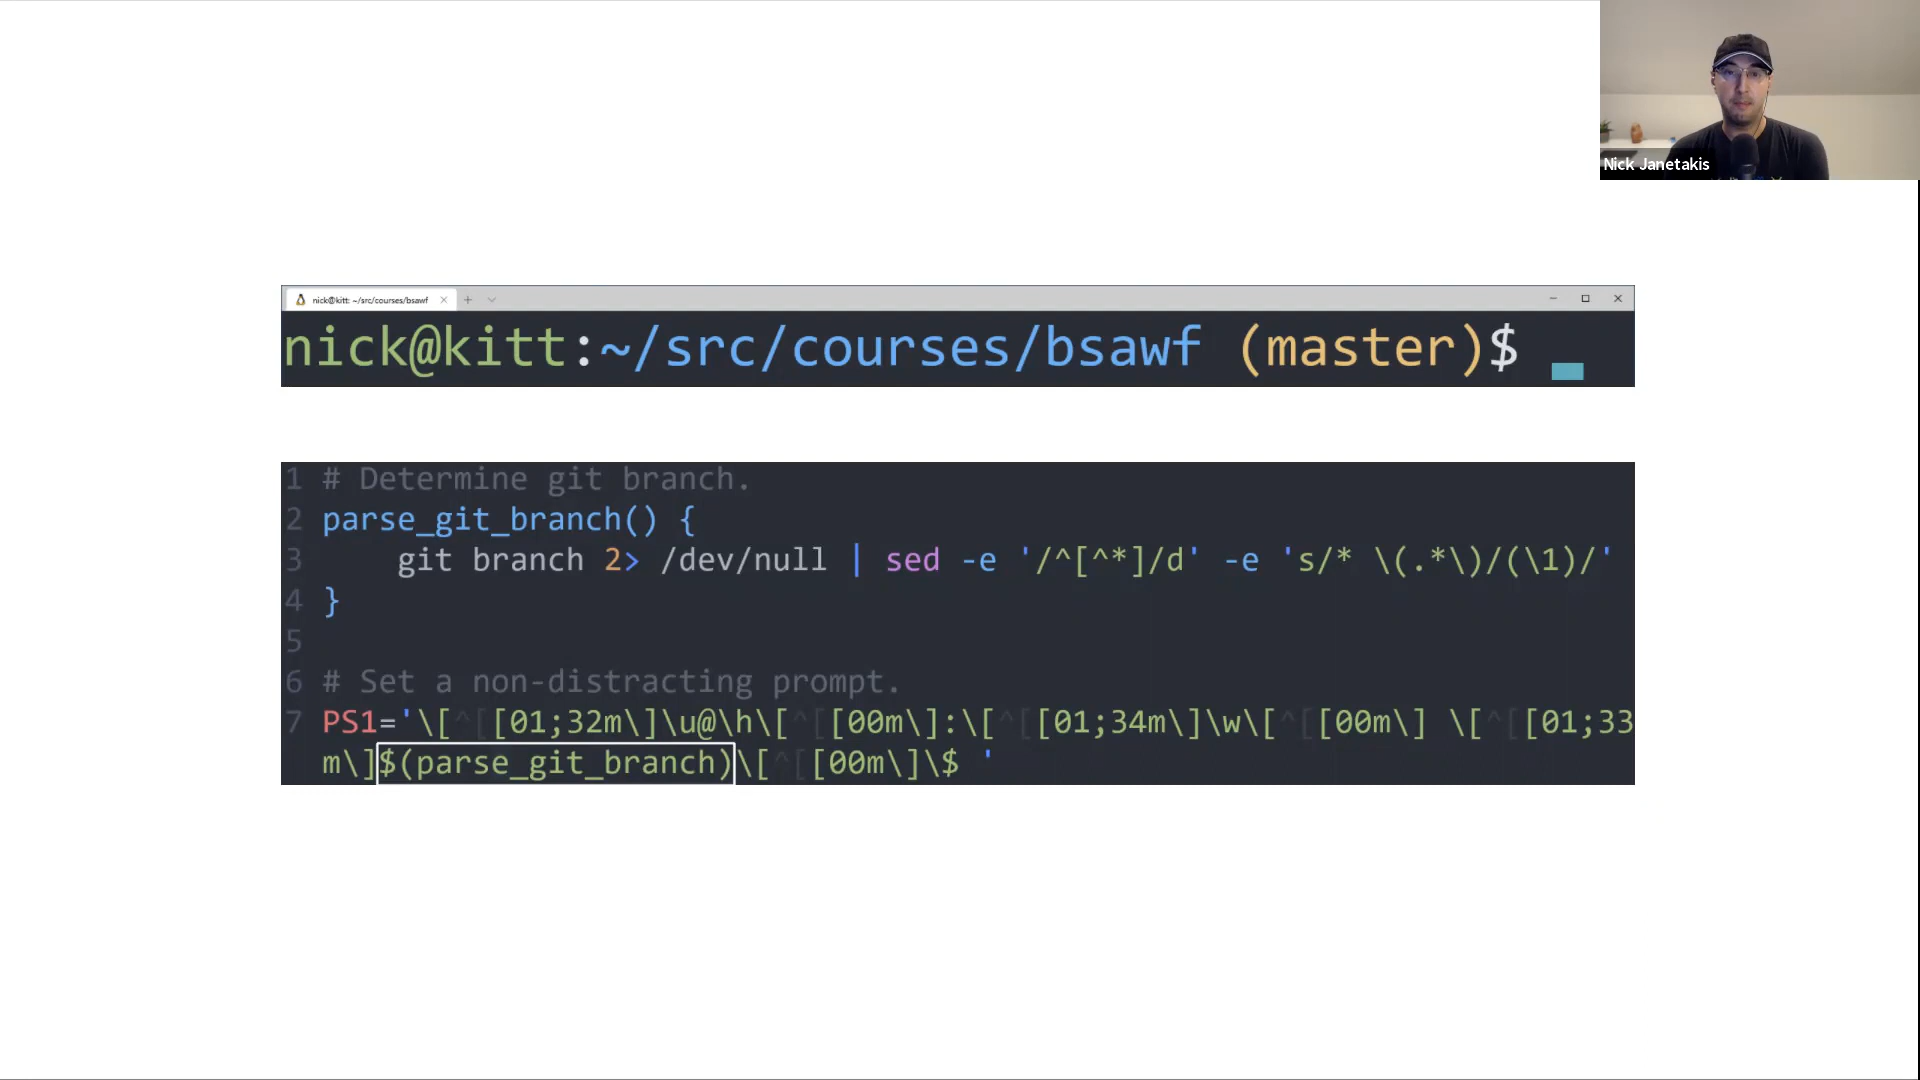 Nick Janetakis
nick@kitt: ~/src/courses/bsawf
nick@kitt:~/src/courses/bsawf (master)$
1 # Determine git branch.
2 parse_git_branch() {
3     git branch 2> /dev/null | sed -e '/^[^*]/d' -e 's/* \(.*\)/(\1)/'
4 }
5
6 # Set a non-distracting prompt.
7 PS1='\[^[[01;32m\]\u@\h\[^[[00m\]:\[^[[01;34m\]\w\[^[[00m\] \[^[[01;33
m\]$(parse_git_branch)\[^[[00m\]\$ '